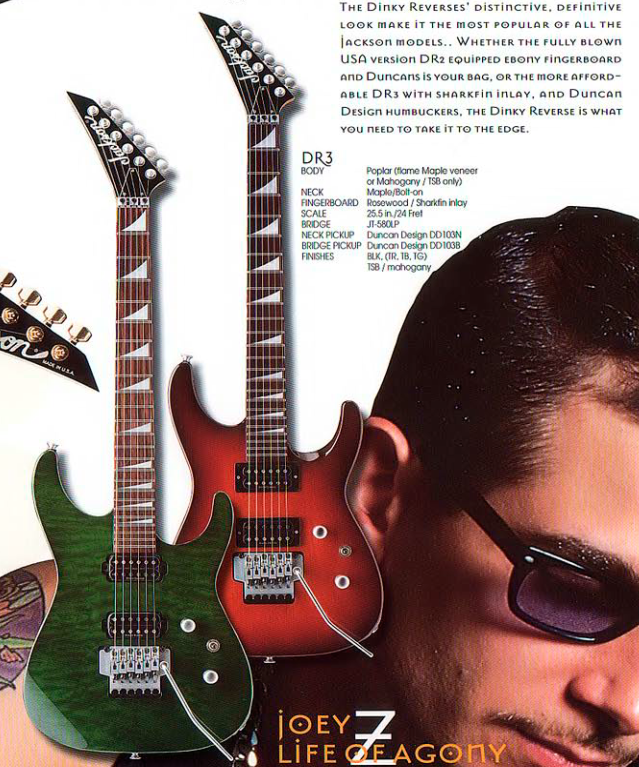 The Dinky Reverses' distinctive, definitive
look make it the most popular of all the
Jackson models.. Whether the fully blown
USA version DR2 equipped ebony fingerboard
and Duncans is your bag, or the more afford-
able DR3 with sharkfin inlay, and Duncan
Design humbuckers, the Dinky Reverse is what
you need to take it to the edge.
DR3
BODY Poplar (flame Maple veneer
or Mahogany / TSB only)
NECK Maple/Bolt-on
FINGERBOARD Rosewood / Sharkfin inlay
SCALE 25.5 in./24 Fret
BRIDGE JT-580LP
NECK PICKUP Duncan Design DD103N
BRIDGE PICKUP Duncan Design DD103B
FINISHES BLK, (TR, TB, TG)
TSB / mahogany
Jackson
Jackson
on
MADE IN U.S.A.
JOEY Z
LIFE OF AGONY